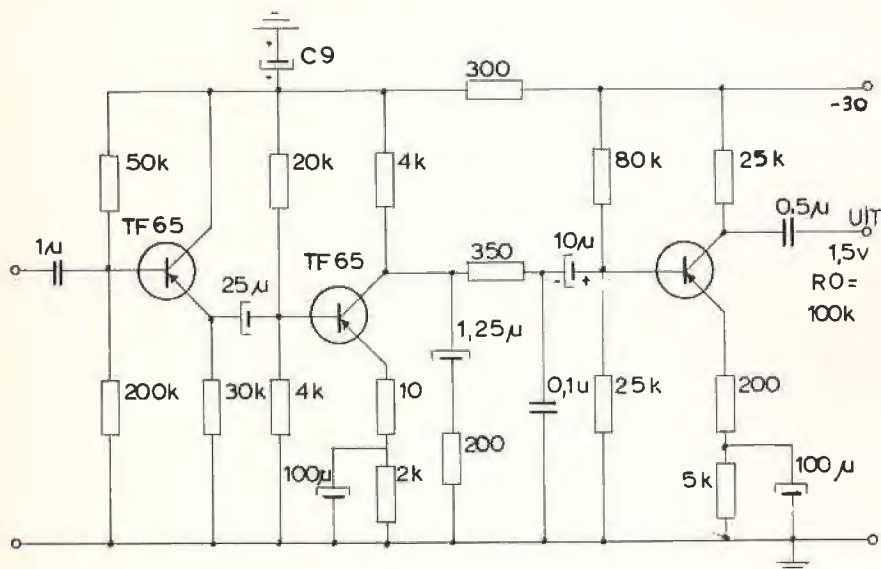 C9
300
-30
50k
20k
4k
80k
25k
TF65
0,5µ
UIT
1µ
TF65
350
10µ
1,5v
25µ
RO=
100k
1,25µ
200k
30k
4k
10
0,1u
25k
200
200
100µ
2k
5k
100µ